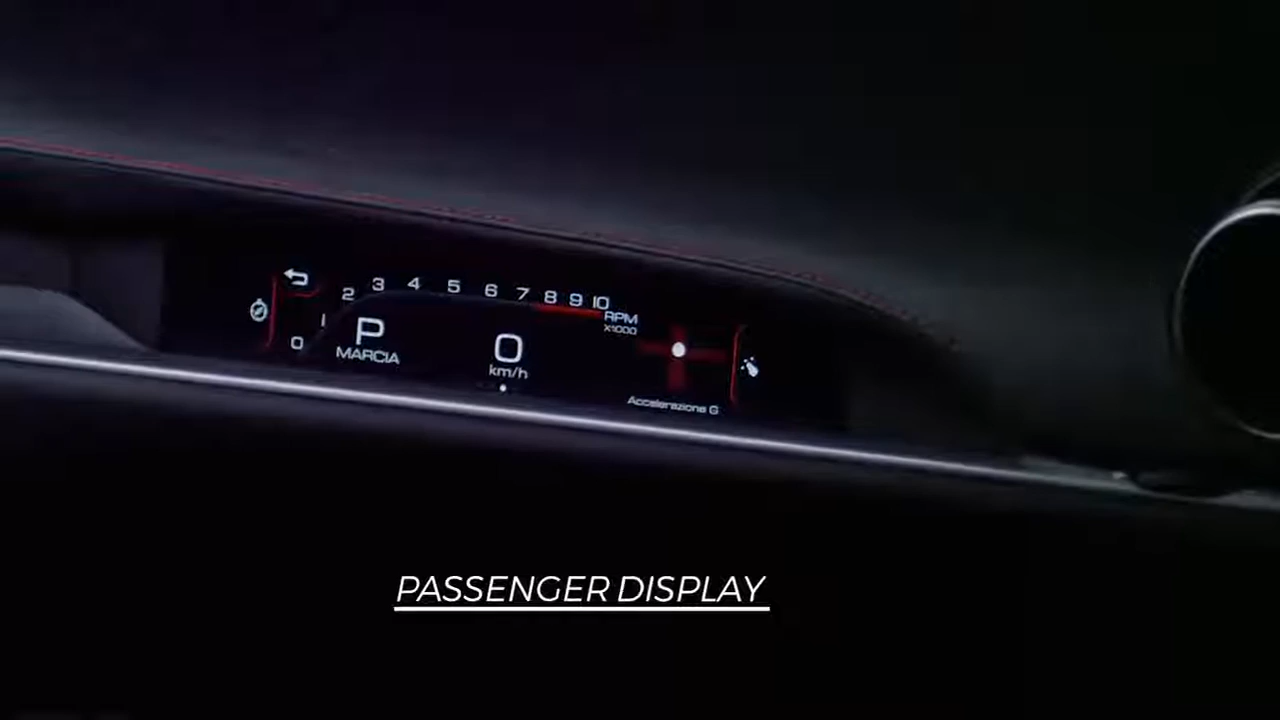 0 1 2 3 4 5 6 7 8 9 10
RPM
X1000
P
MARCIA
0
km/h
Accelerazione G
PASSENGER DISPLAY